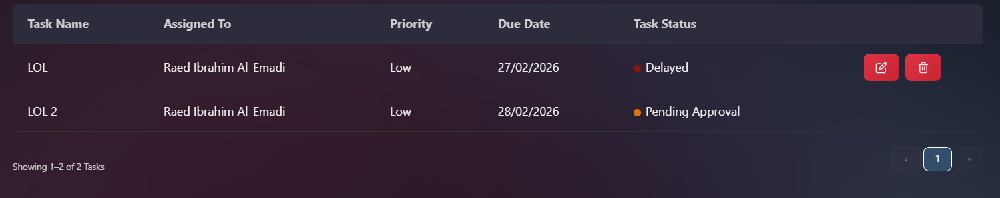 Task Name Assigned To Priority Due Date Task Status
LOL Raed Ibrahim Al-Emadi Low 27/02/2026 Delayed
LOL 2 Raed Ibrahim Al-Emadi Low 28/02/2026 Pending Approval
Showing 1–2 of 2 Tasks
‹ 1 ›